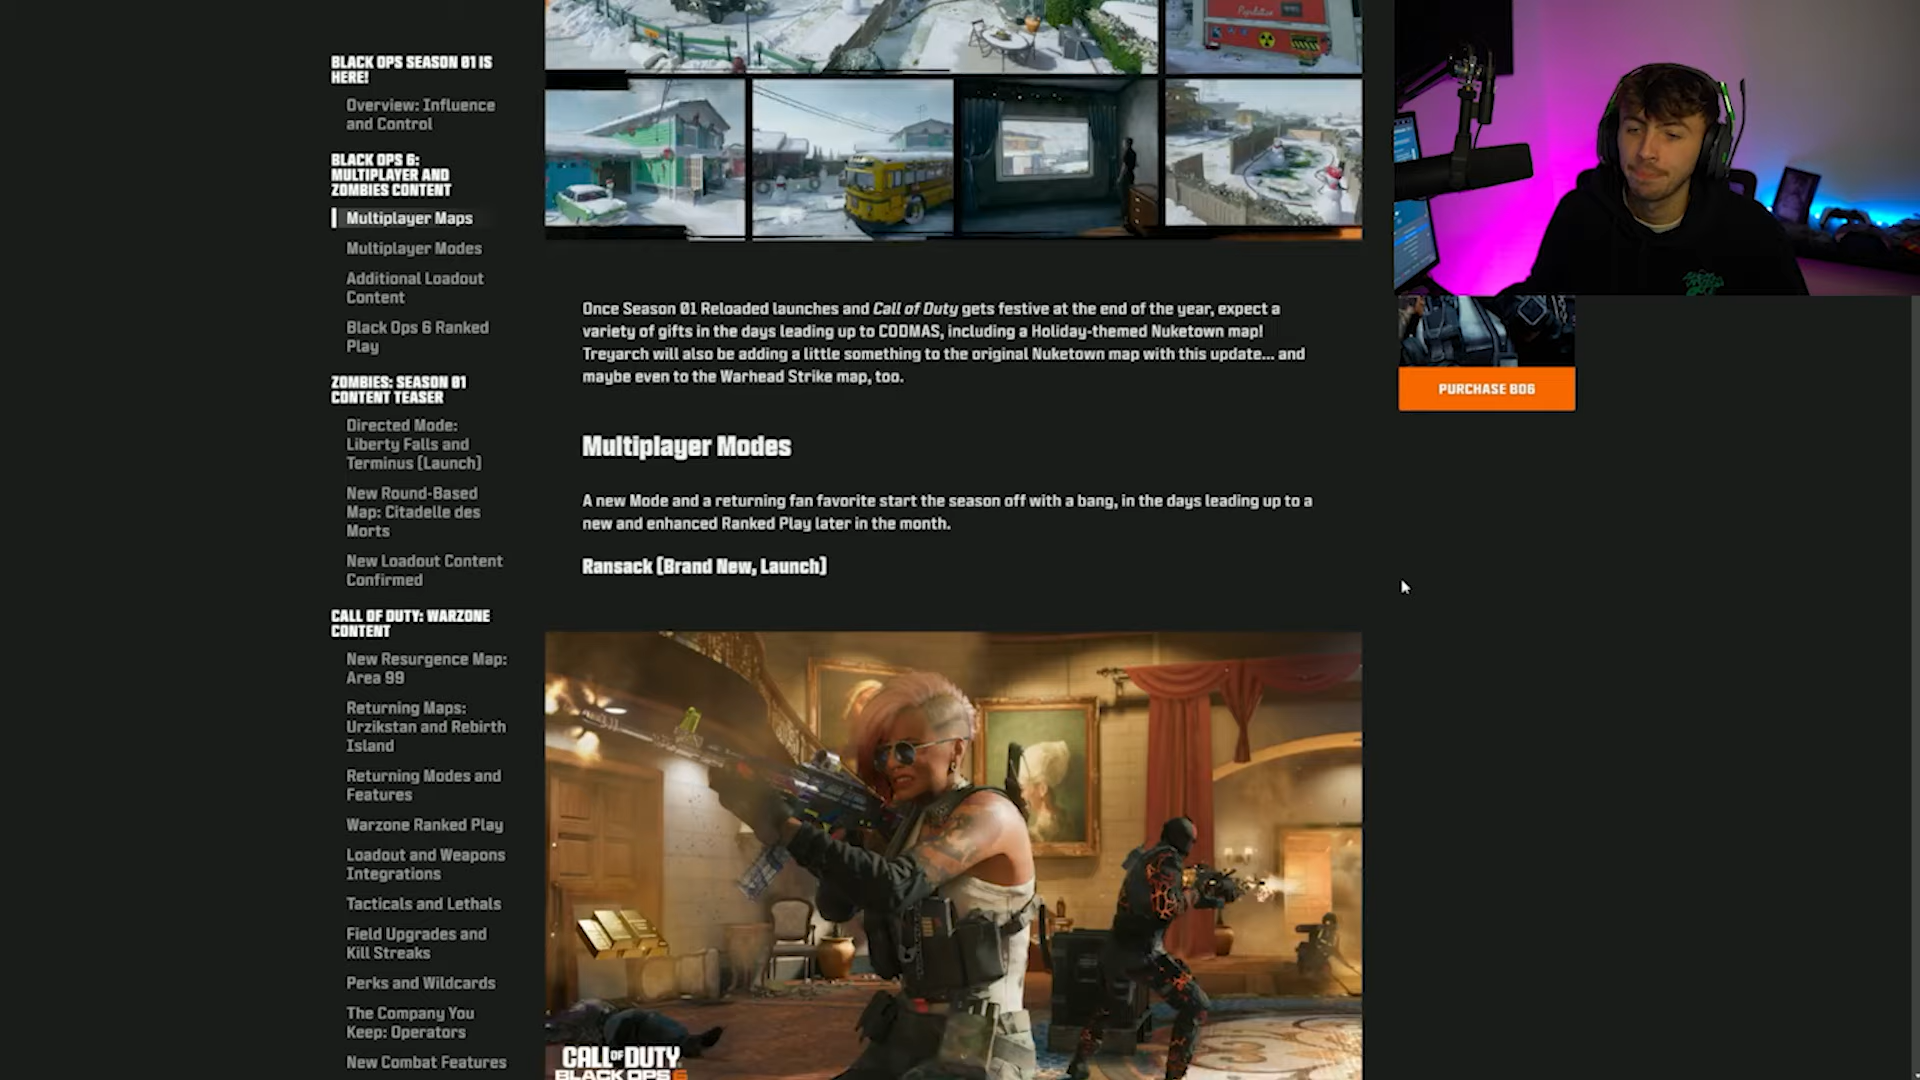 BLACK OPS SEASON 01 IS
HERE!
Overview: Influence
and Control
BLACK OPS 6:
MULTIPLAYER AND
ZOMBIES CONTENT
Multiplayer Maps
Multiplayer Modes
Additional Loadout
Content
Black Ops 6 Ranked
Play
ZOMBIES: SEASON 01
CONTENT TEASER
Directed Mode:
Liberty Falls and
Terminus (Launch)
New Round-Based
Map: Citadelle des
Morts
New Loadout Content
Confirmed
CALL OF DUTY: WARZONE
CONTENT
New Resurgence Map:
Area 99
Returning Maps:
Urzikstan and Rebirth
Island
Returning Modes and
Features
Warzone Ranked Play
Loadout and Weapons
Integrations
Tacticals and Lethals
Field Upgrades and
Kill Streaks
Perks and Wildcards
The Company You
Keep: Operators
New Combat Features
Population
Once Season 01 Reloaded launches and Call of Duty gets festive at the end of the year, expect a
variety of gifts in the days leading up to CODMAS, including a Holiday-themed Nuketown map!
Treyarch will also be adding a little something to the original Nuketown map with this update... and
maybe even to the Warhead Strike map, too.
Multiplayer Modes
A new Mode and a returning fan favorite start the season off with a bang, in the days leading up to a
new and enhanced Ranked Play later in the month.
Ransack (Brand New, Launch)
CALL OF DUTY
BLACK OPS 6
PURCHASE BO6